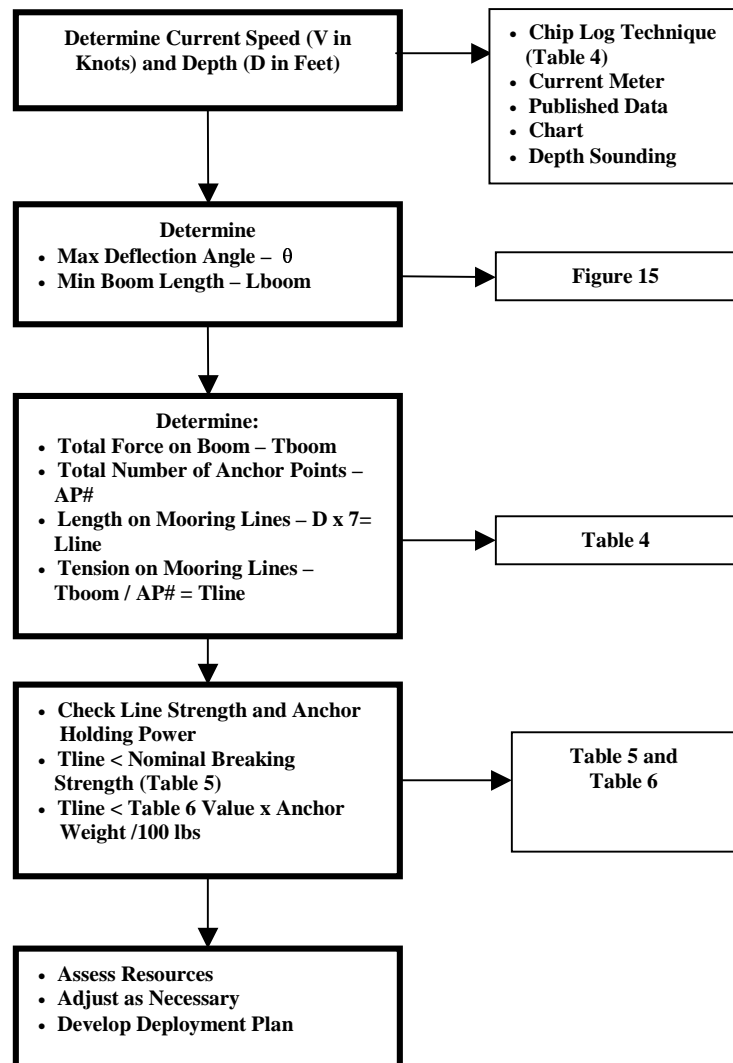 Determine Current Speed (V in
Knots) and Depth (D in Feet)
• Chip Log Technique
(Table 4)
• Current Meter
• Published Data
• Chart
• Depth Sounding
Determine
• Max Deflection Angle – θ
• Min Boom Length – Lboom
Figure 15
Determine:
• Total Force on Boom – Tboom
• Total Number of Anchor Points –
AP#
• Length on Mooring Lines – D x 7=
Lline
• Tension on Mooring Lines –
Tboom / AP# = Tline
Table 4
• Check Line Strength and Anchor
Holding Power
• Tline < Nominal Breaking
Strength (Table 5)
• Tline < Table 6 Value x Anchor
Weight /100 lbs
Table 5 and
Table 6
• Assess Resources
• Adjust as Necessary
• Develop Deployment Plan